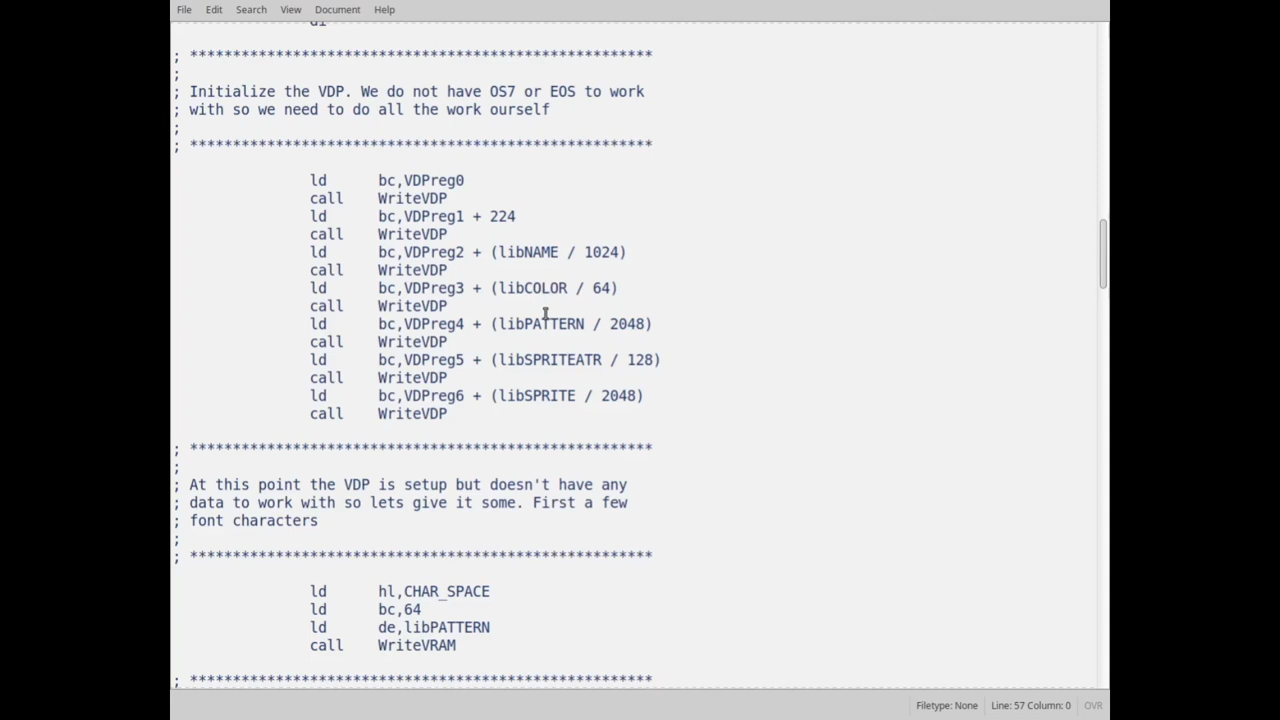 File Edit Search View Document Help
di
; ******************************************************
;
; Initialize the VDP. We do not have OS7 or EOS to work
; with so we need to do all the work ourself
;
; ******************************************************
ld bc,VDPreg0
call WriteVDP
ld bc,VDPreg1 + 224
call WriteVDP
ld bc,VDPreg2 + (libNAME / 1024)
call WriteVDP
ld bc,VDPreg3 + (libCOLOR / 64)
call WriteVDP
ld bc,VDPreg4 + (libPATTERN / 2048)
call WriteVDP
ld bc,VDPreg5 + (libSPRITEATR / 128)
call WriteVDP
ld bc,VDPreg6 + (libSPRITE / 2048)
call WriteVDP
; ******************************************************
;
; At this point the VDP is setup but doesn't have any
; data to work with so lets give it some. First a few
; font characters
;
; ******************************************************
ld hl,CHAR_SPACE
ld bc,64
ld de,libPATTERN
call WriteVRAM
; ******************************************************
Filetype: None Line: 57 Column: 0 OVR